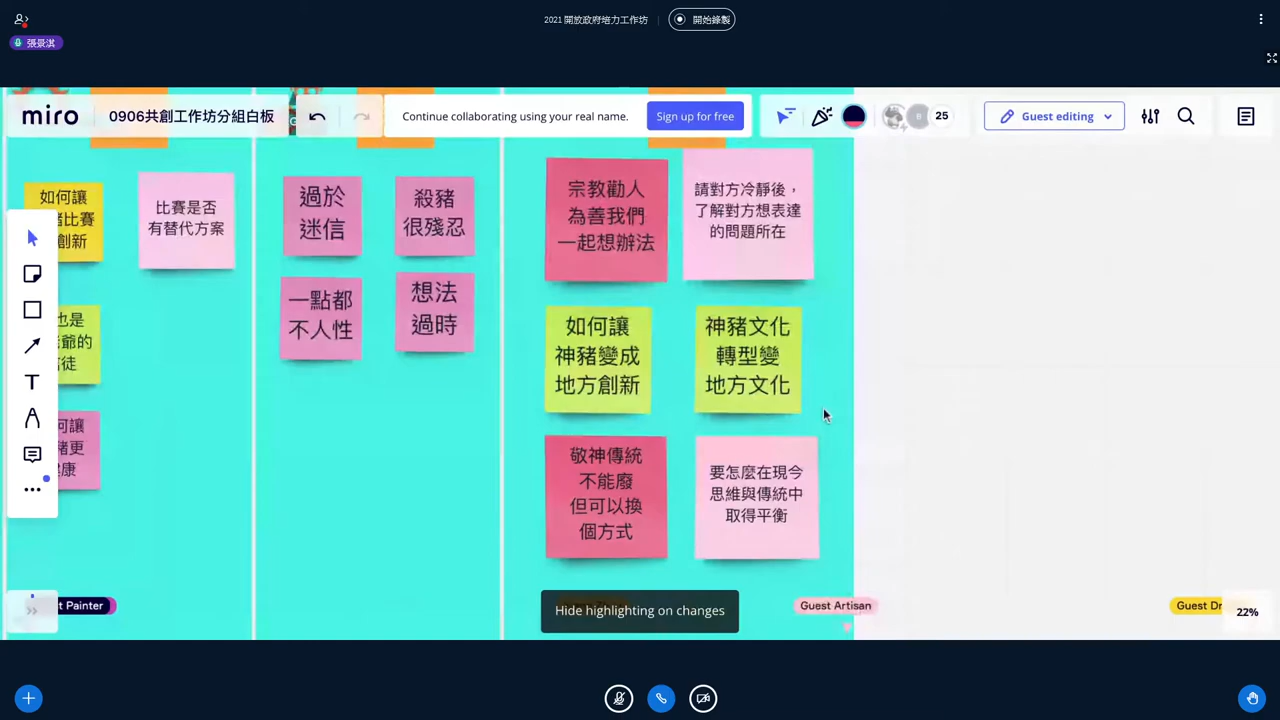 2021 開放政府培力工作坊
開始錄製
張景淇
miro
0906共創工作坊分組白板
Continue collaborating using your real name.
Sign up for free
25
Guest editing
如何讓
豬比賽
創新
比賽是否
有替代方案
也是
爺的
徒
何讓
豬更
康
過於
迷信
殺豬
很殘忍
一點都
不人性
想法
過時
宗教勸人
為善我們
一起想辦法
請對方冷靜後，
了解對方想表達
的問題所在
如何讓
神豬變成
地方創新
神豬文化
轉型變
地方文化
敬神傳統
不能廢
但可以換
個方式
要怎麼在現今
思維與傳統中
取得平衡
t Painter
Hide highlighting on changes
Guest Artisan
Guest Dr
22%